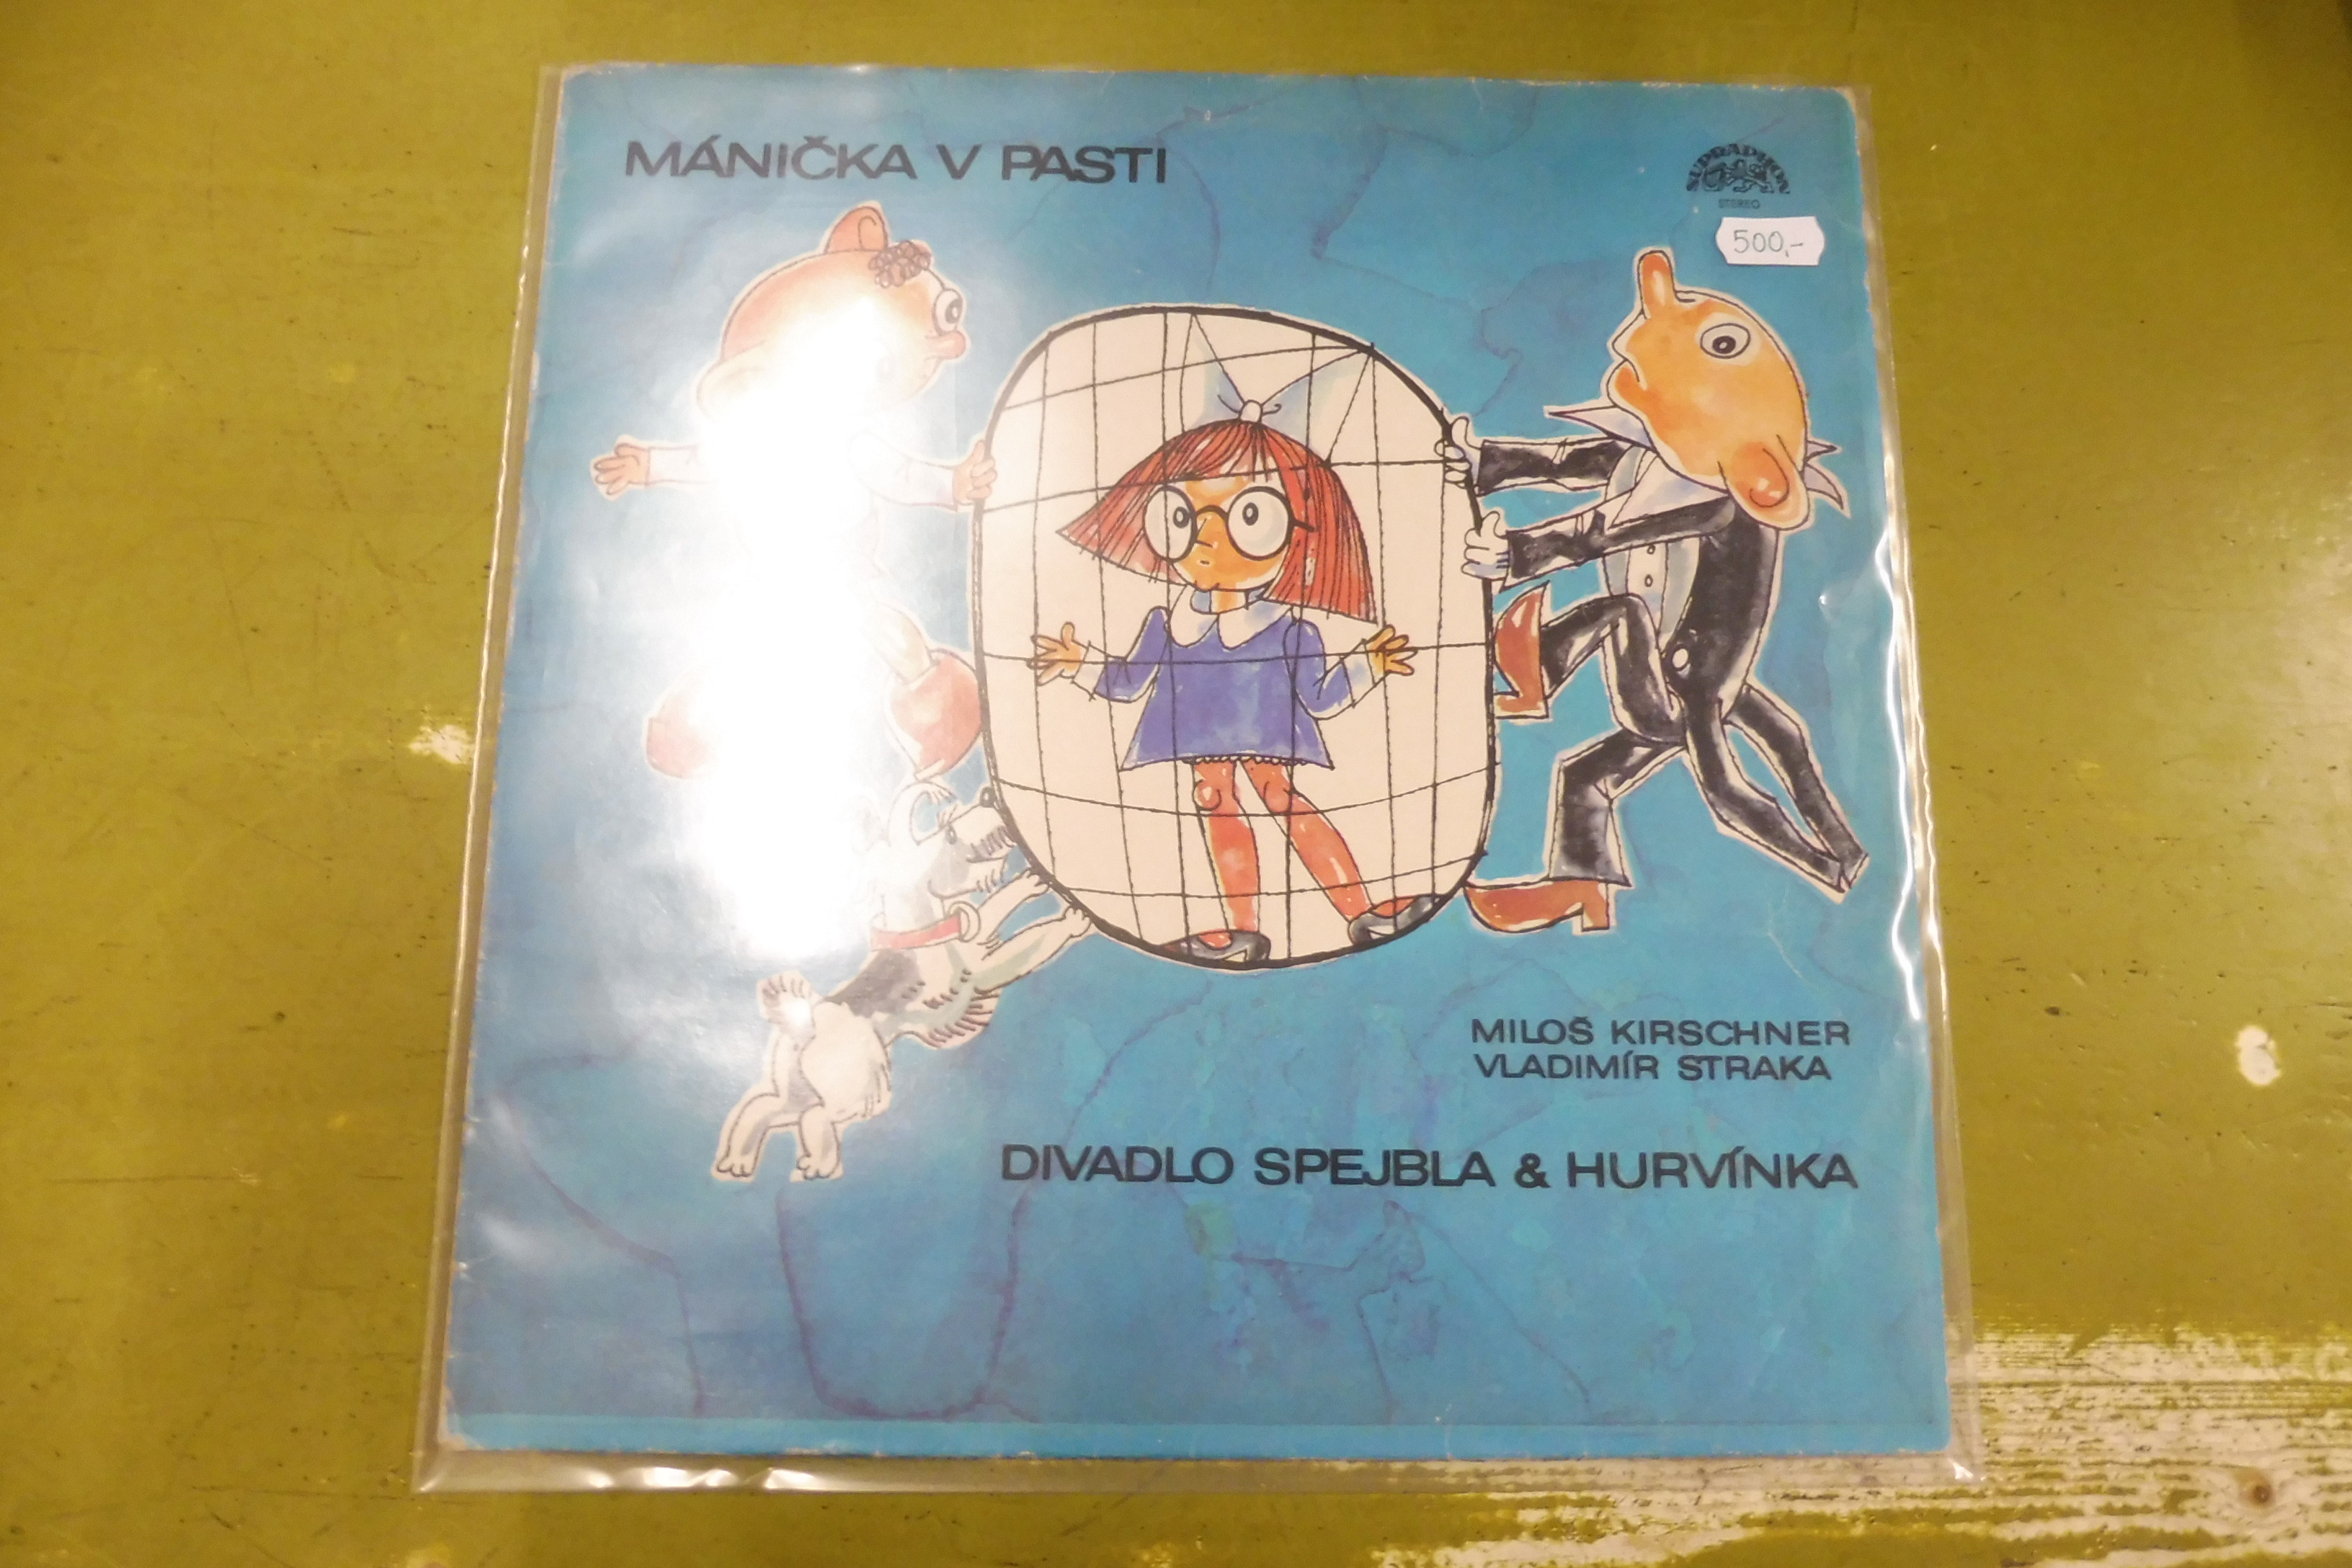 MÁNIČKA V PASTI
SUPRAPHON
STEREO
500,-
MILOŠ KIRSCHNER
VLADIMÍR STRAKA
DIVADLO SPEJBLA & HURVÍNKA